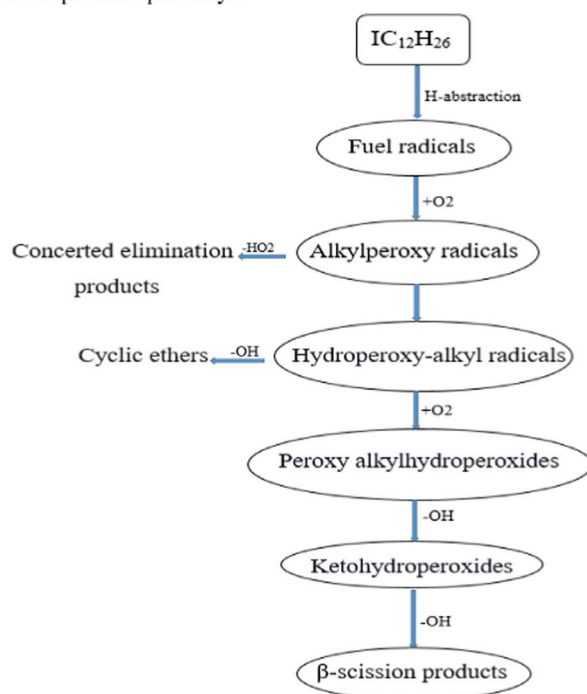 IC₁₂H₂₆
H-abstraction
Fuel radicals
+O2
Concerted elimination
products
-HO2
Alkylperoxy radicals
Cyclic ethers
-OH
Hydroperoxy-alkyl radicals
+O2
Peroxy alkylhydroperoxides
-OH
Ketohydroperoxides
-OH
β-scission products